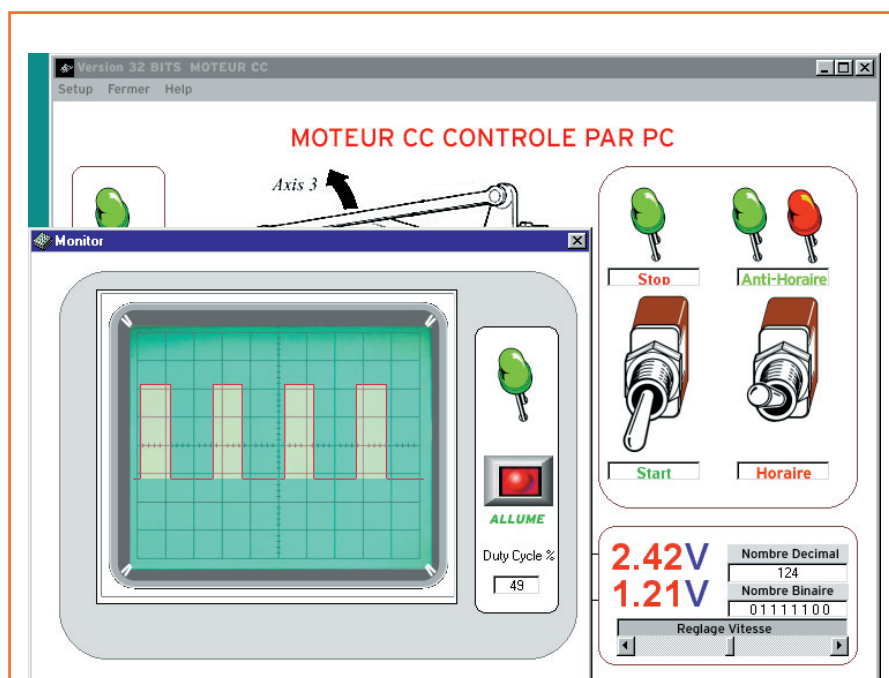 Version 32 BITS MOTEUR CC
Setup Fermer Help
MOTEUR CC CONTROLE PAR PC
Axis 3
Stop
Anti-Horaire
Monitor
Start
Horaire
ALLUME
Duty Cycle %
49
2.42V
1.21V
Nombre Decimal
124
Nombre Binaire
01111100
Reglage Vitesse